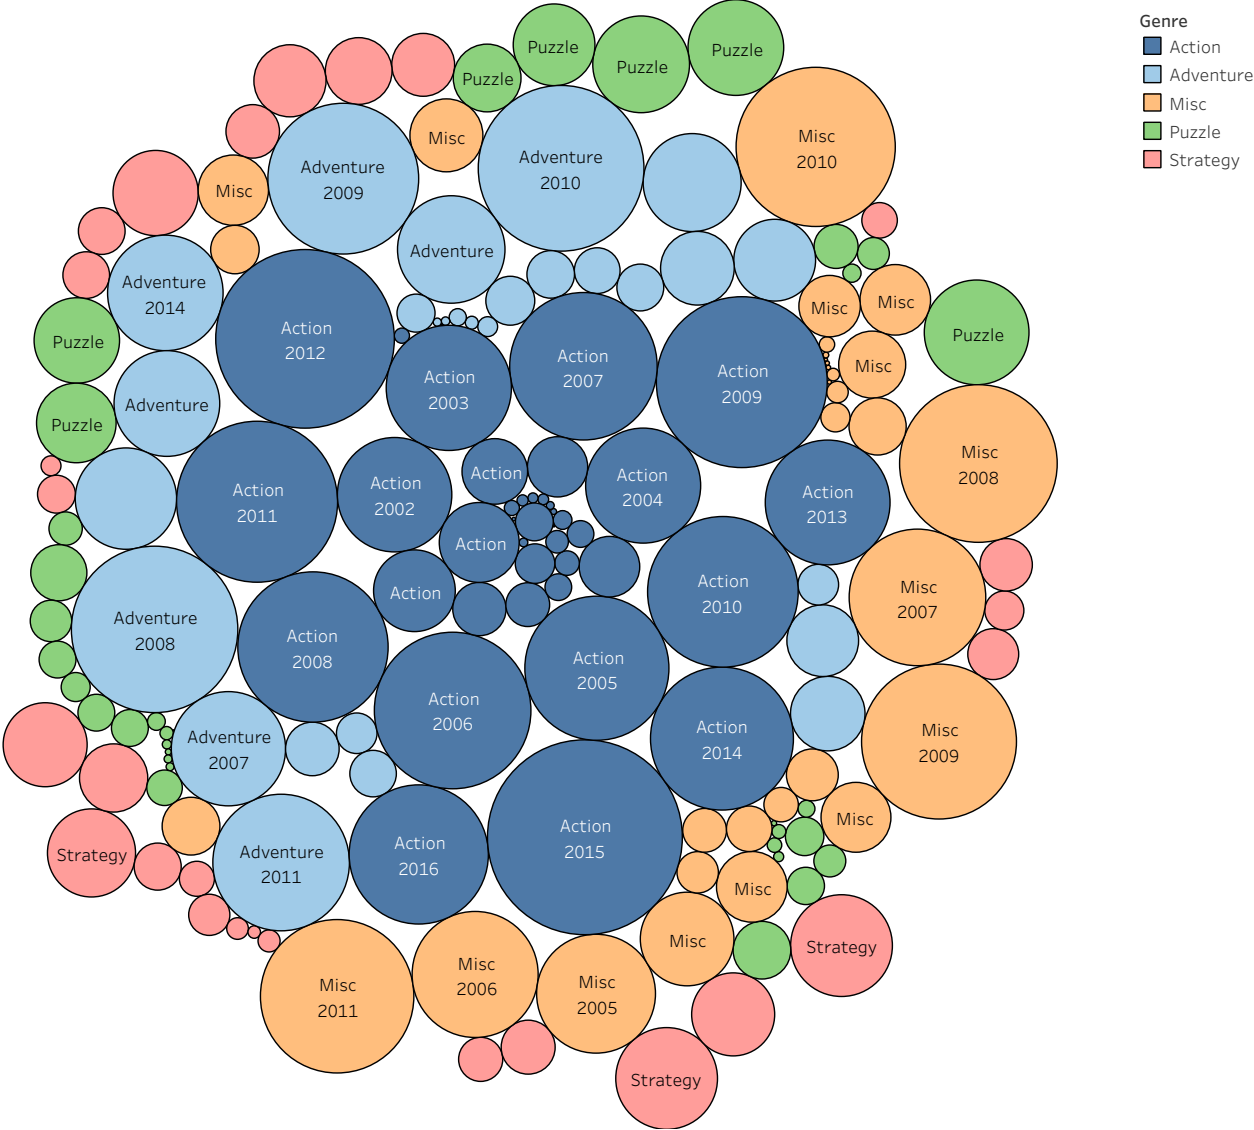 Genre
Action
Adventure
Misc
Puzzle
Strategy
Puzzle
Puzzle
Puzzle
Puzzle
Misc
Misc
2010
Adventure
2010
Adventure
2009
Misc
Adventure
Adventure
2014
Misc
Misc
Action
2012
Puzzle
Puzzle
Action
2007
Misc
Action
2009
Action
2003
Adventure
Puzzle
Misc
2008
Action
Action
2004
Action
2002
Action
2011
Action
2013
Action
Action
2010
Action
Misc
2007
Adventure
2008
Action
2008
Action
2005
Action
2006
Action
2014
Misc
2009
Adventure
2007
Misc
Action
2015
Action
2016
Strategy
Adventure
2011
Misc
Misc
Strategy
Misc
2006
Misc
2005
Misc
2011
Strategy